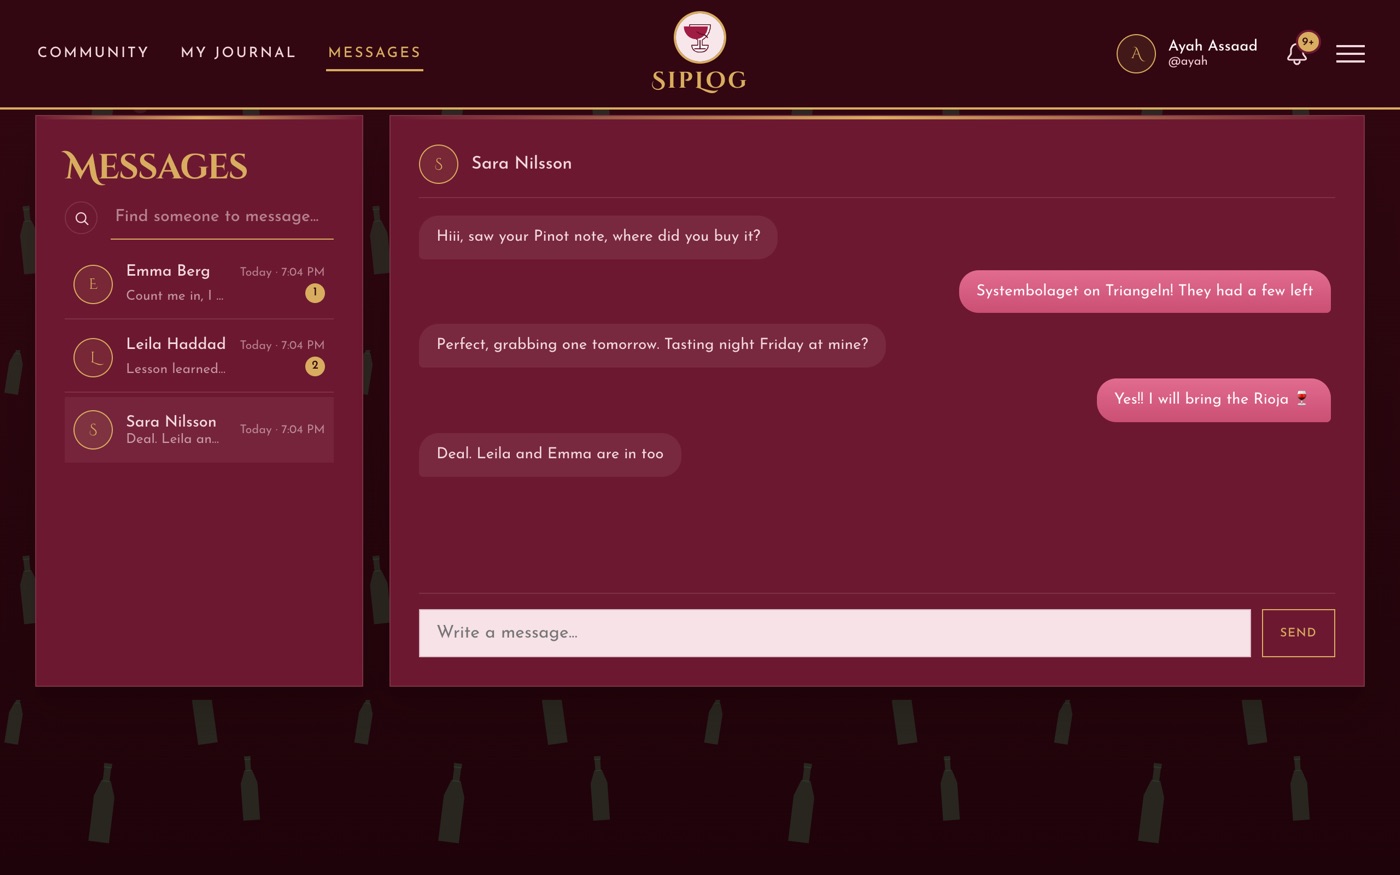 COMMUNITY
MY JOURNAL
MESSAGES
SIPLOG
A
Ayah Assaad
@ayah
9+
MESSAGES
Find someone to message...
E
Emma Berg
Today · 7:04 PM
Count me in, I ...
1
L
Leila Haddad
Today · 7:04 PM
Lesson learned...
2
S
Sara Nilsson
Today · 7:04 PM
Deal. Leila an...
S
Sara Nilsson
Hiii, saw your Pinot note, where did you buy it?
Systembolaget on Triangeln! They had a few left
Perfect, grabbing one tomorrow. Tasting night Friday at mine?
Yes!! I will bring the Rioja 🍷
Deal. Leila and Emma are in too
Write a message...
SEND